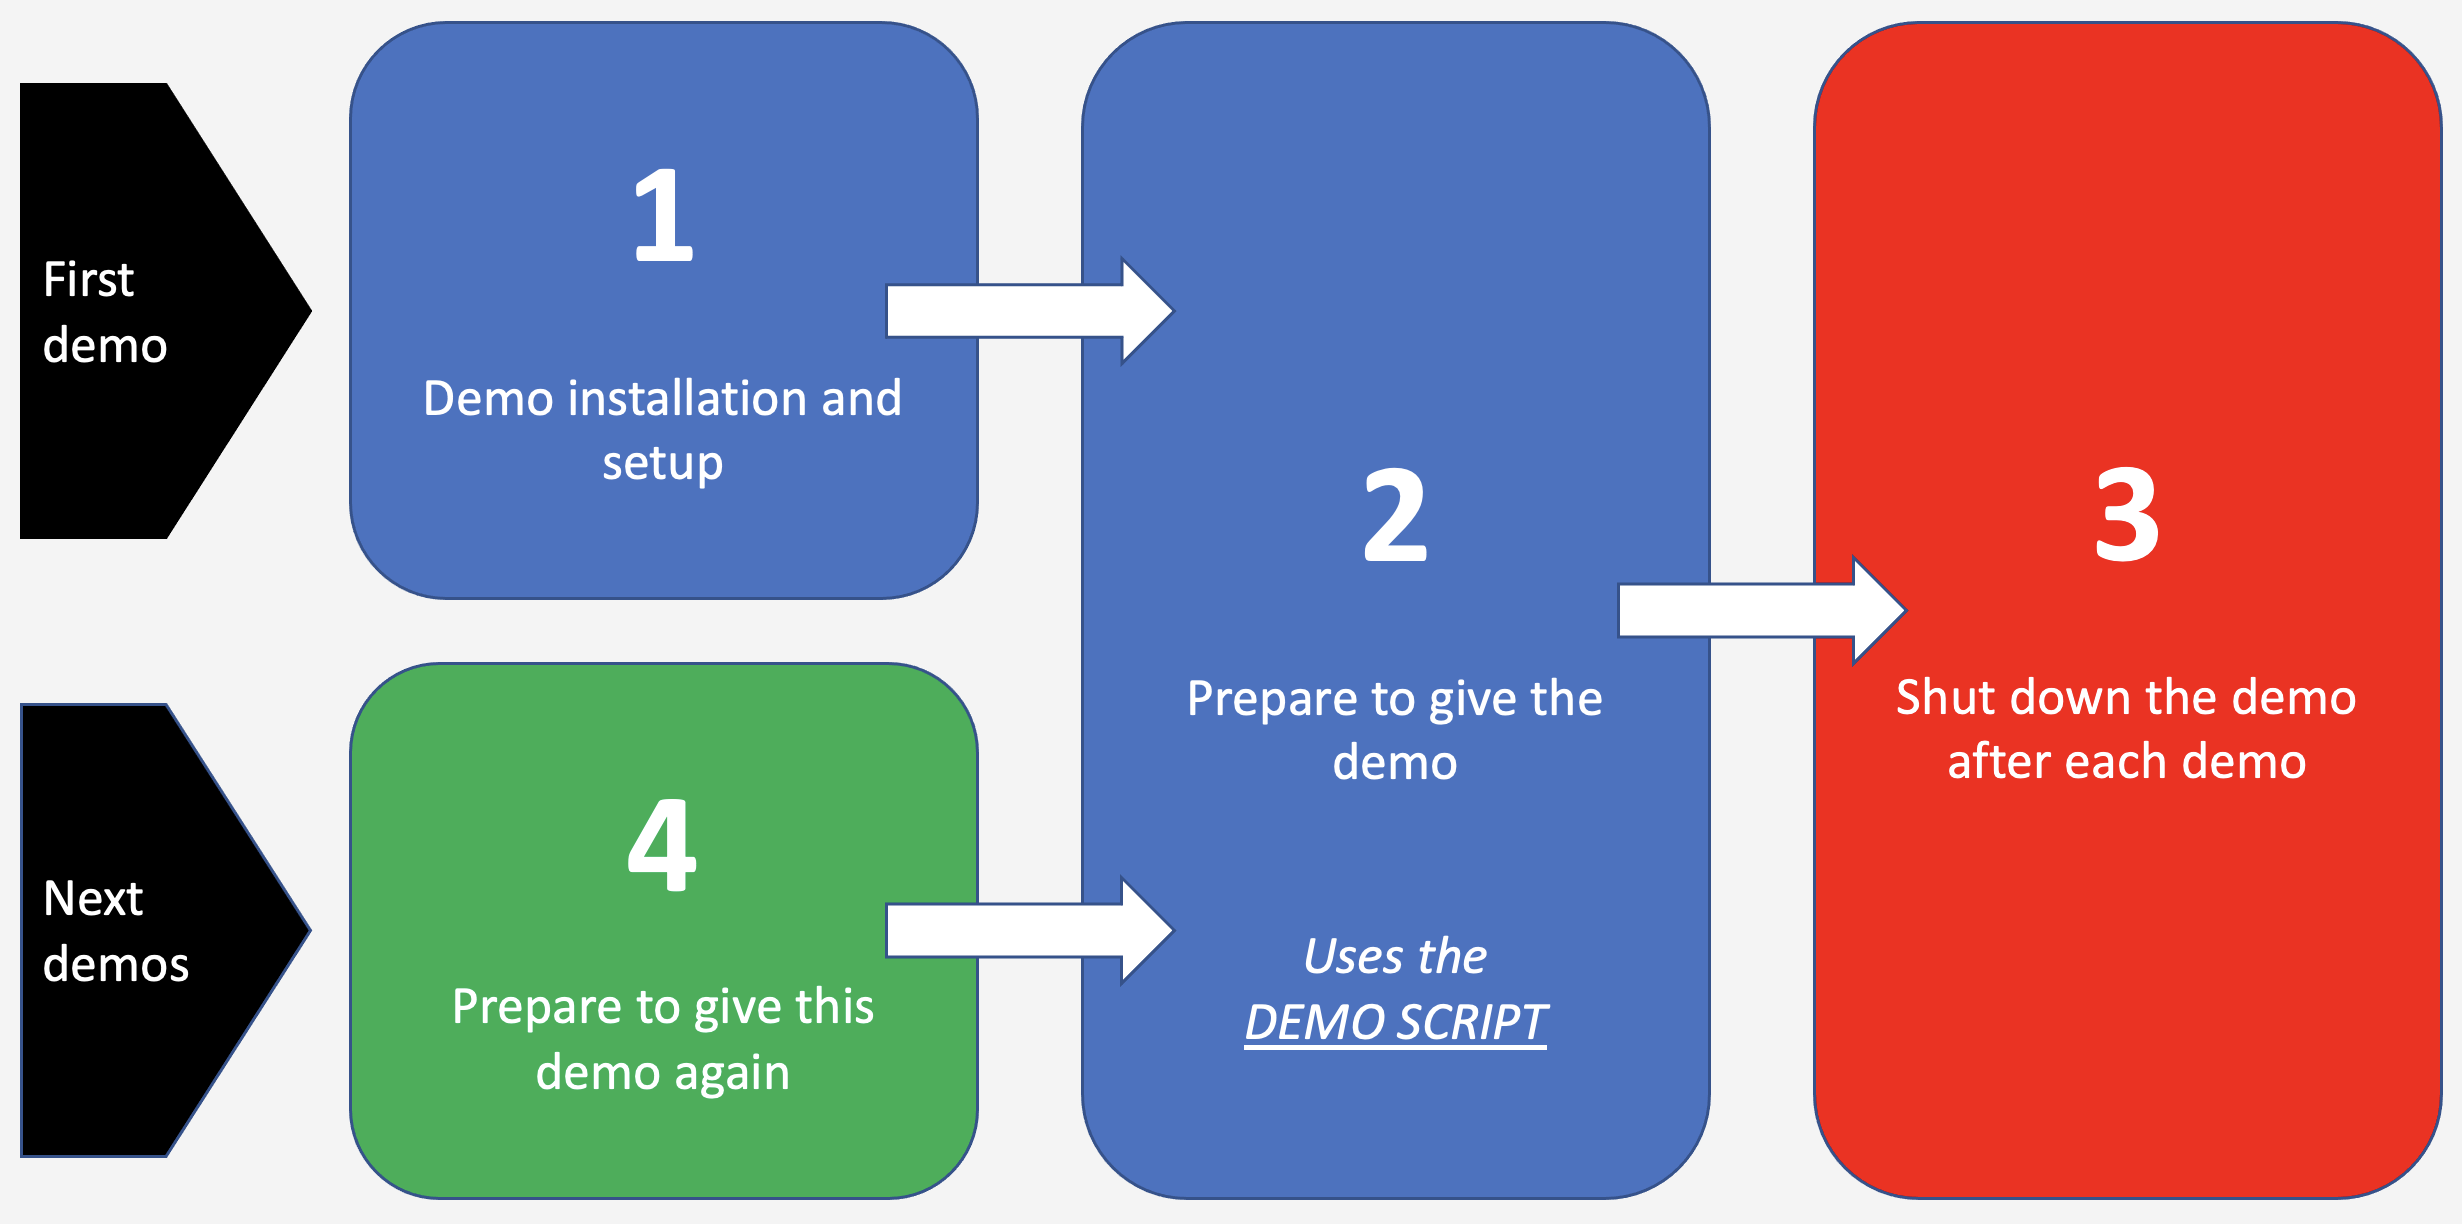 First
demo
1
Demo installation and
setup
2
Prepare to give the
demo
Uses the
DEMO SCRIPT
3
Shut down the demo
after each demo
Next
demos
4
Prepare to give this
demo again